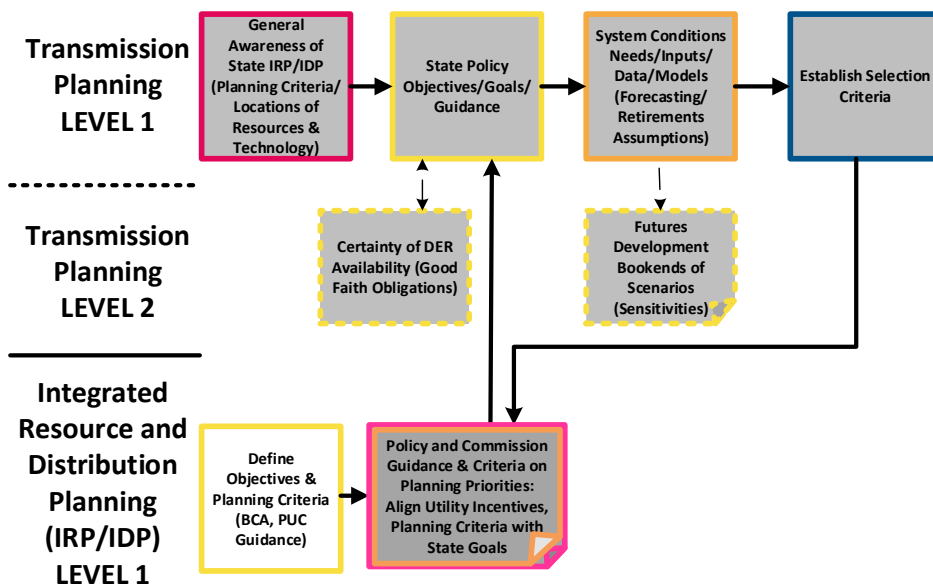 Transmission
Planning
LEVEL 1
General
Awareness of
State IRP/IDP
(Planning Criteria/
Locations of
Resources &
Technology)
State Policy
Objectives/Goals/
Guidance
System Conditions
Needs/Inputs/
Data/Models
(Forecasting/
Retirements
Assumptions)
Establish Selection
Criteria
Transmission
Planning
LEVEL 2
Certainty of DER
Availability (Good
Faith Obligations)
Futures
Development
Bookends of
Scenarios
(Sensitivities)
Integrated
Resource and
Distribution
Planning
(IRP/IDP)
LEVEL 1
Define
Objectives &
Planning Criteria
(BCA, PUC
Guidance)
Policy and Commission
Guidance & Criteria on
Planning Priorities:
Align Utility Incentives,
Planning Criteria with
State Goals